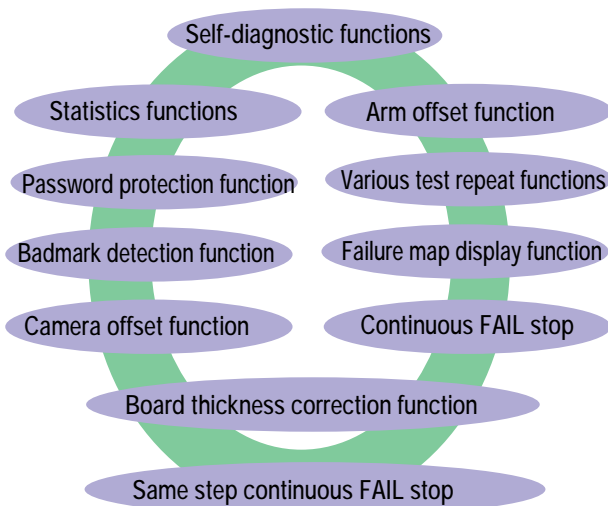 Self-diagnostic functions
Statistics functions
Arm offset function
Password protection function
Various test repeat functions
Badmark detection function
Failure map display function
Camera offset function
Continuous FAIL stop
Board thickness correction function
Same step continuous FAIL stop